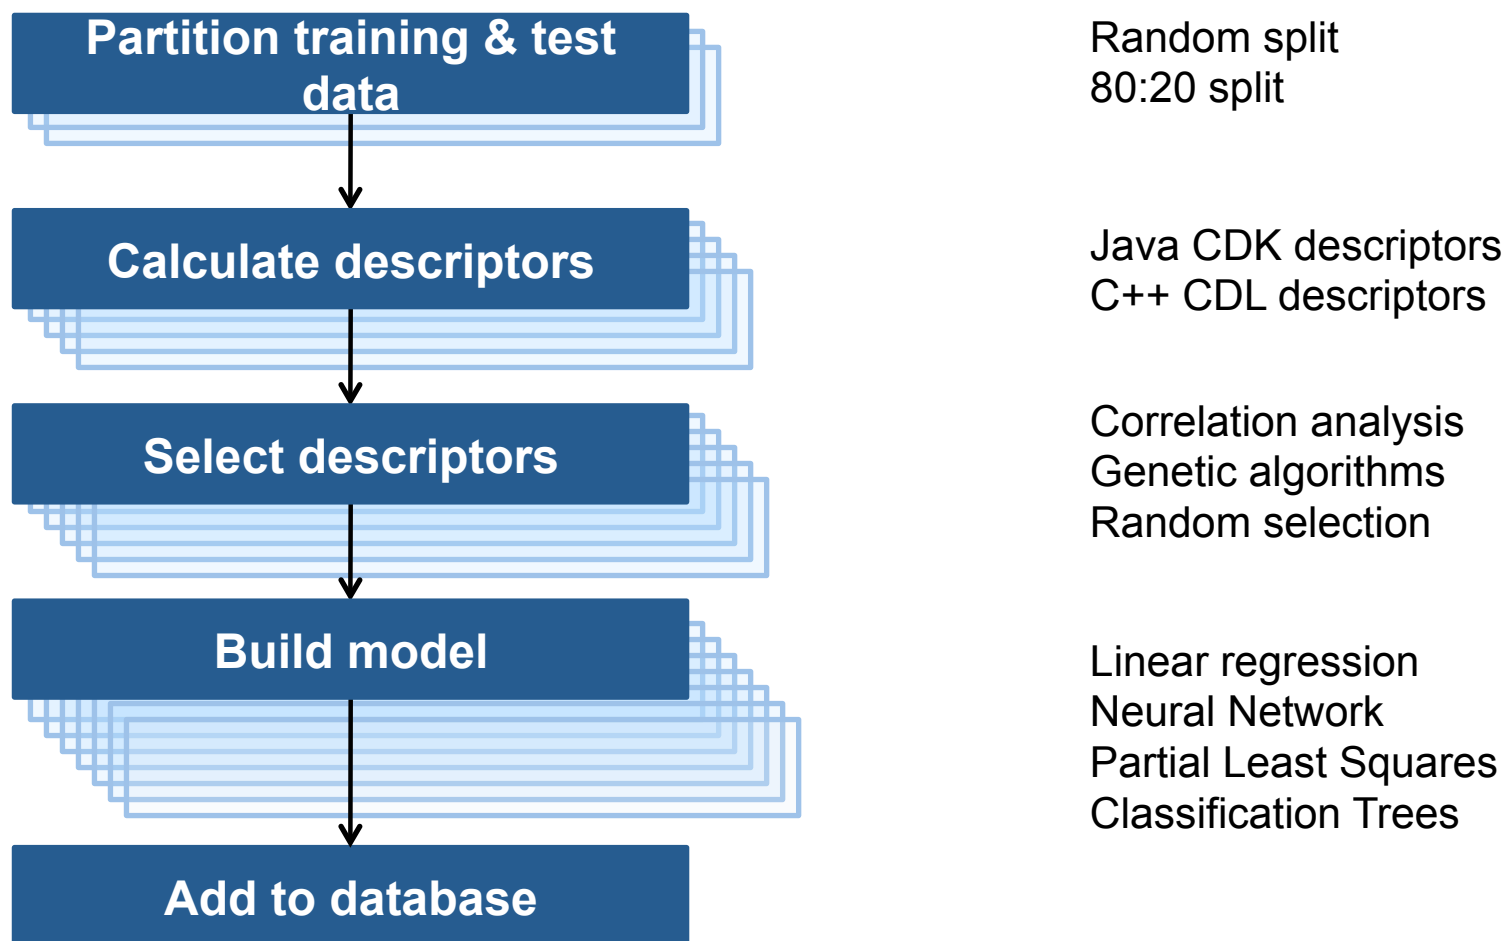 Partition training & test
data
Random split
80:20 split
Calculate descriptors
Java CDK descriptors
C++ CDL descriptors
Select descriptors
Correlation analysis
Genetic algorithms
Random selection
Build model
Linear regression
Neural Network
Partial Least Squares
Classification Trees
Add to database